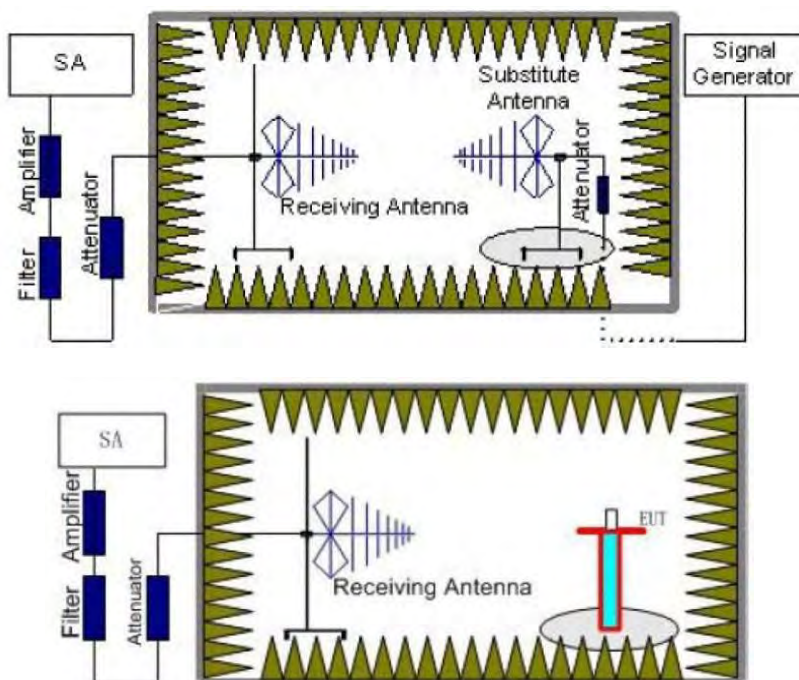 SA
Amplifier
Filter
Attenuator
Receiving Antenna
Substitute
Antenna
Attenuator
Signal
Generator
SA
Amplifier
Filter
Attenuator
Receiving Antenna
EUT